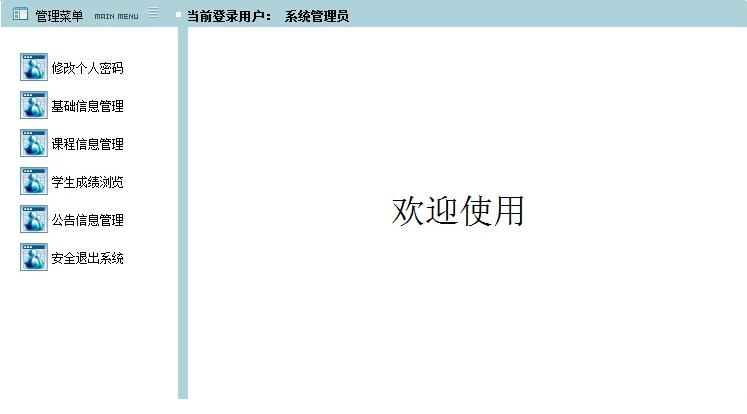 管理菜单 MAIN MENU
当前登录用户： 系统管理员
修改个人密码
基础信息管理
课程信息管理
学生成绩浏览
公告信息管理
安全退出系统
欢迎使用